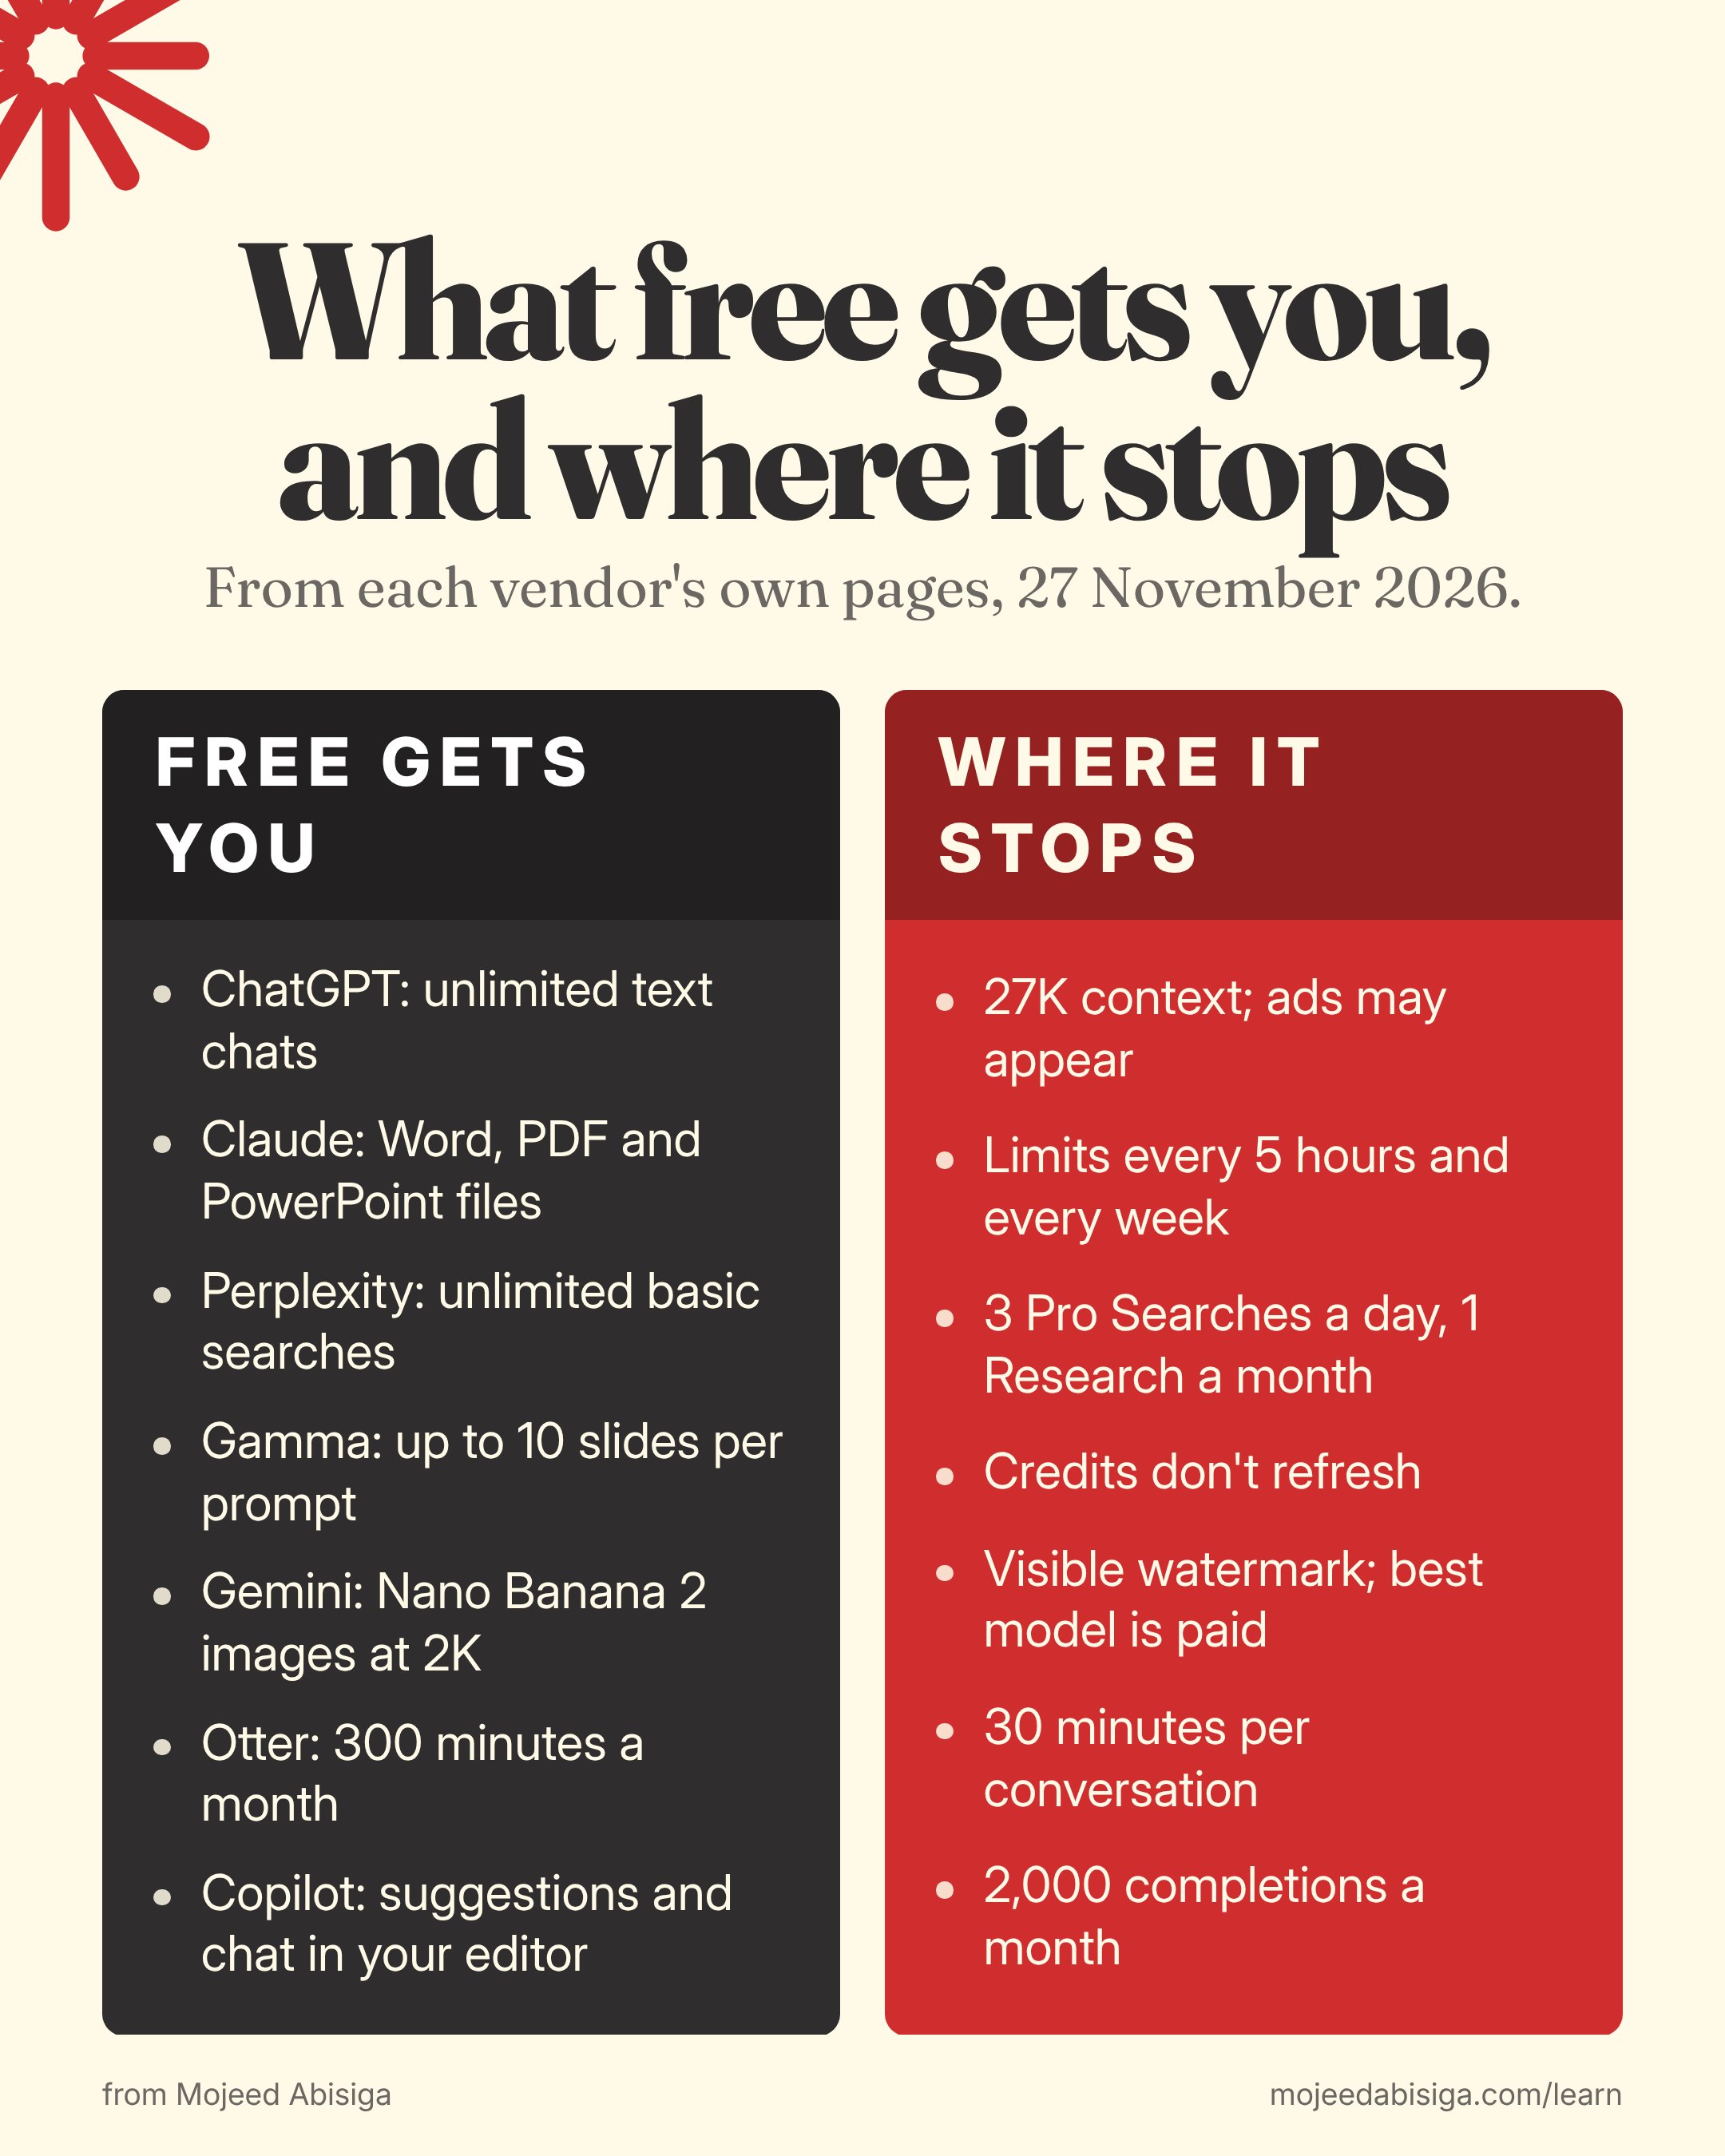 What free gets you,
and where it stops
From each vendor's own pages, 27 November 2026.
FREE GETS
YOU
ChatGPT: unlimited text
chats
Claude: Word, PDF and
PowerPoint files
Perplexity: unlimited basic
searches
Gamma: up to 10 slides per
prompt
Gemini: Nano Banana 2
images at 2K
Otter: 300 minutes a
month
Copilot: suggestions and
chat in your editor
WHERE IT
STOPS
27K context; ads may
appear
Limits every 5 hours and
every week
3 Pro Searches a day, 1
Research a month
Credits don't refresh
Visible watermark; best
model is paid
30 minutes per
conversation
2,000 completions a
month
from Mojeed Abisiga
mojeedabisiga.com/learn